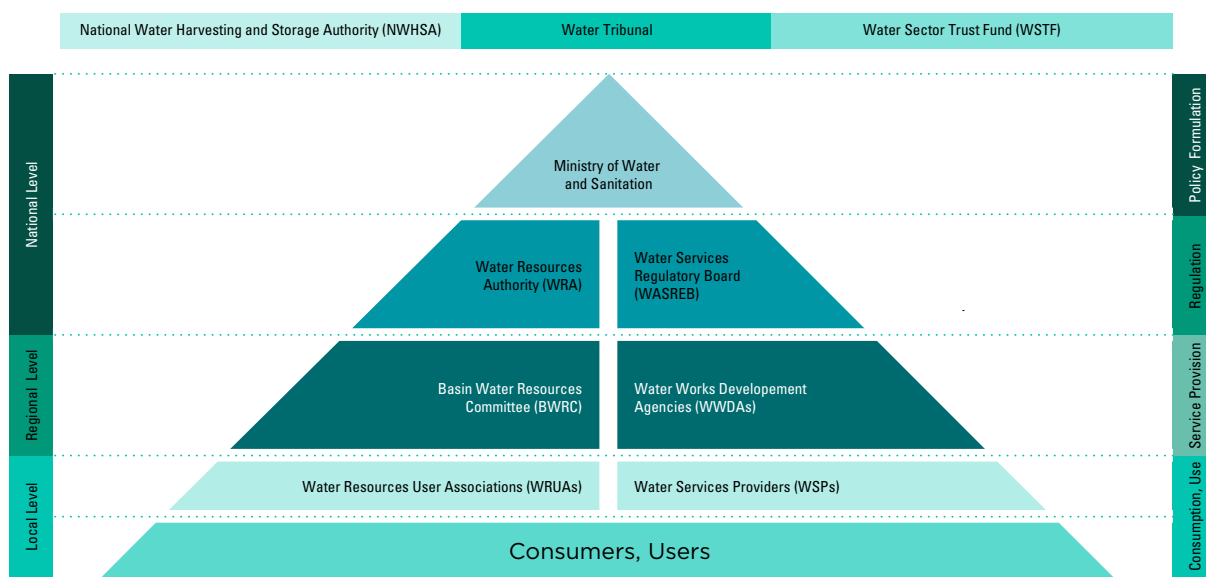 National Water Harvesting and Storage Authority (NWHSA)
Water Tribunal
Water Sector Trust Fund (WSTF)
National Level
Policy Formulation
Ministry of Water
and Sanitation
Regulation
Water Resources
Authority (WRA)
Water Services
Regulatory Board
(WASREB)
Regional Level
Service Provision
Basin Water Resources
Committee (BWRC)
Water Works Developement
Agencies (WWDAs)
Local Level
Consumption, Use
Water Resources User Associations (WRUAs)
Water Services Providers (WSPs)
Consumers, Users